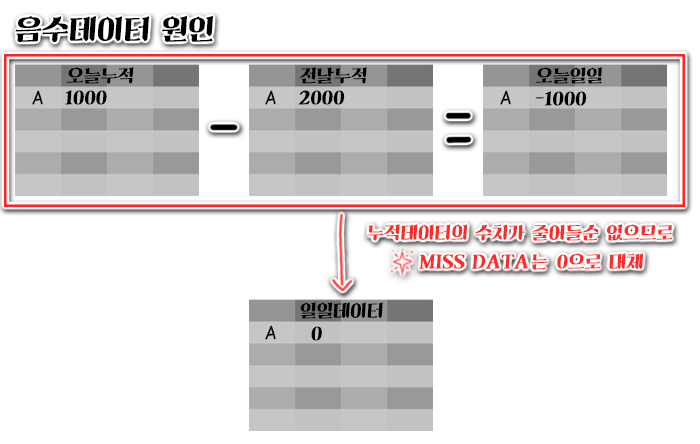 음수데이터 원인
오늘누적 전날누적 오늘일일
A 1000 - A 2000 = A -1000
누적데이터의 수치가 줄어들순 없으므로
MISS DATA는 0으로 대체
일일데이터
A 0